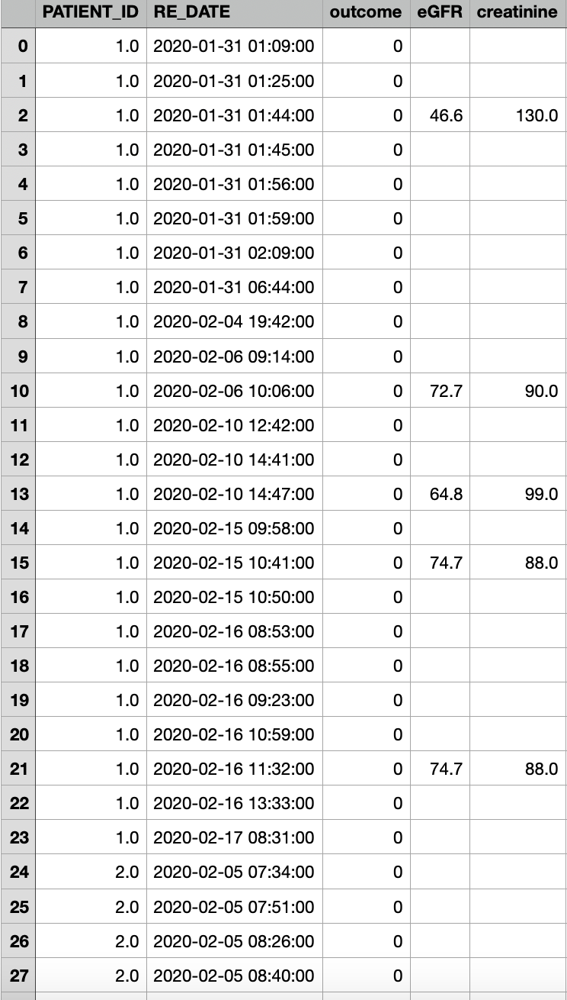 PATIENT_ID RE_DATE outcome eGFR creatinine
0 1.0 2020-01-31 01:09:00 0
1 1.0 2020-01-31 01:25:00 0
2 1.0 2020-01-31 01:44:00 0 46.6 130.0
3 1.0 2020-01-31 01:45:00 0
4 1.0 2020-01-31 01:56:00 0
5 1.0 2020-01-31 01:59:00 0
6 1.0 2020-01-31 02:09:00 0
7 1.0 2020-01-31 06:44:00 0
8 1.0 2020-02-04 19:42:00 0
9 1.0 2020-02-06 09:14:00 0
10 1.0 2020-02-06 10:06:00 0 72.7 90.0
11 1.0 2020-02-10 12:42:00 0
12 1.0 2020-02-10 14:41:00 0
13 1.0 2020-02-10 14:47:00 0 64.8 99.0
14 1.0 2020-02-15 09:58:00 0
15 1.0 2020-02-15 10:41:00 0 74.7 88.0
16 1.0 2020-02-15 10:50:00 0
17 1.0 2020-02-16 08:53:00 0
18 1.0 2020-02-16 08:55:00 0
19 1.0 2020-02-16 09:23:00 0
20 1.0 2020-02-16 10:59:00 0
21 1.0 2020-02-16 11:32:00 0 74.7 88.0
22 1.0 2020-02-16 13:33:00 0
23 1.0 2020-02-17 08:31:00 0
24 2.0 2020-02-05 07:34:00 0
25 2.0 2020-02-05 07:51:00 0
26 2.0 2020-02-05 08:26:00 0
27 2.0 2020-02-05 08:40:00 0